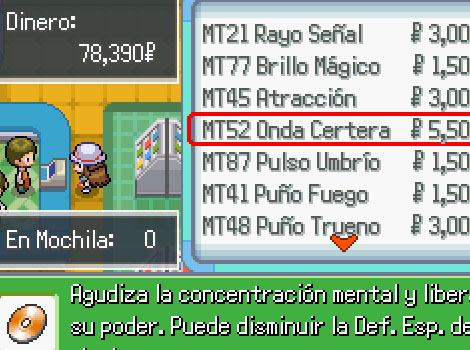 Dinero:
78,390₽
MT21 Rayo Señal ₽ 3,00
MT77 Brillo Mágico ₽ 1,50
MT45 Atracción ₽ 3,00
MT52 Onda Certera ₽ 5,50
MT87 Pulso Umbrío ₽ 1,50
MT41 Puño Fuego ₽ 1,50
MT48 Puño Trueno ₽ 3,00
En Mochila: 0
Agudiza la concentración mental y liber
su poder. Puede disminuir la Def. Esp. de